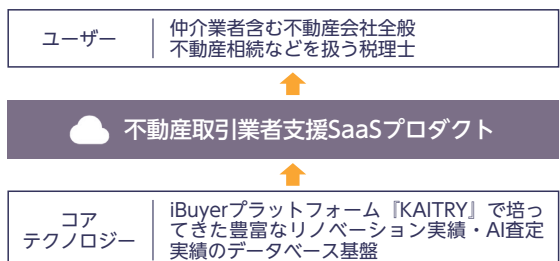 ユーザー
仲介業者含む不動産会社全般
不動産相続などを扱う税理士
不動産取引業者支援SaaSプロダクト
コア
テクノロジー
iBuyerプラットフォーム『KAITRY』で培っ
てきた豊富なリノベーション実績・AI査定
実績のデータベース基盤